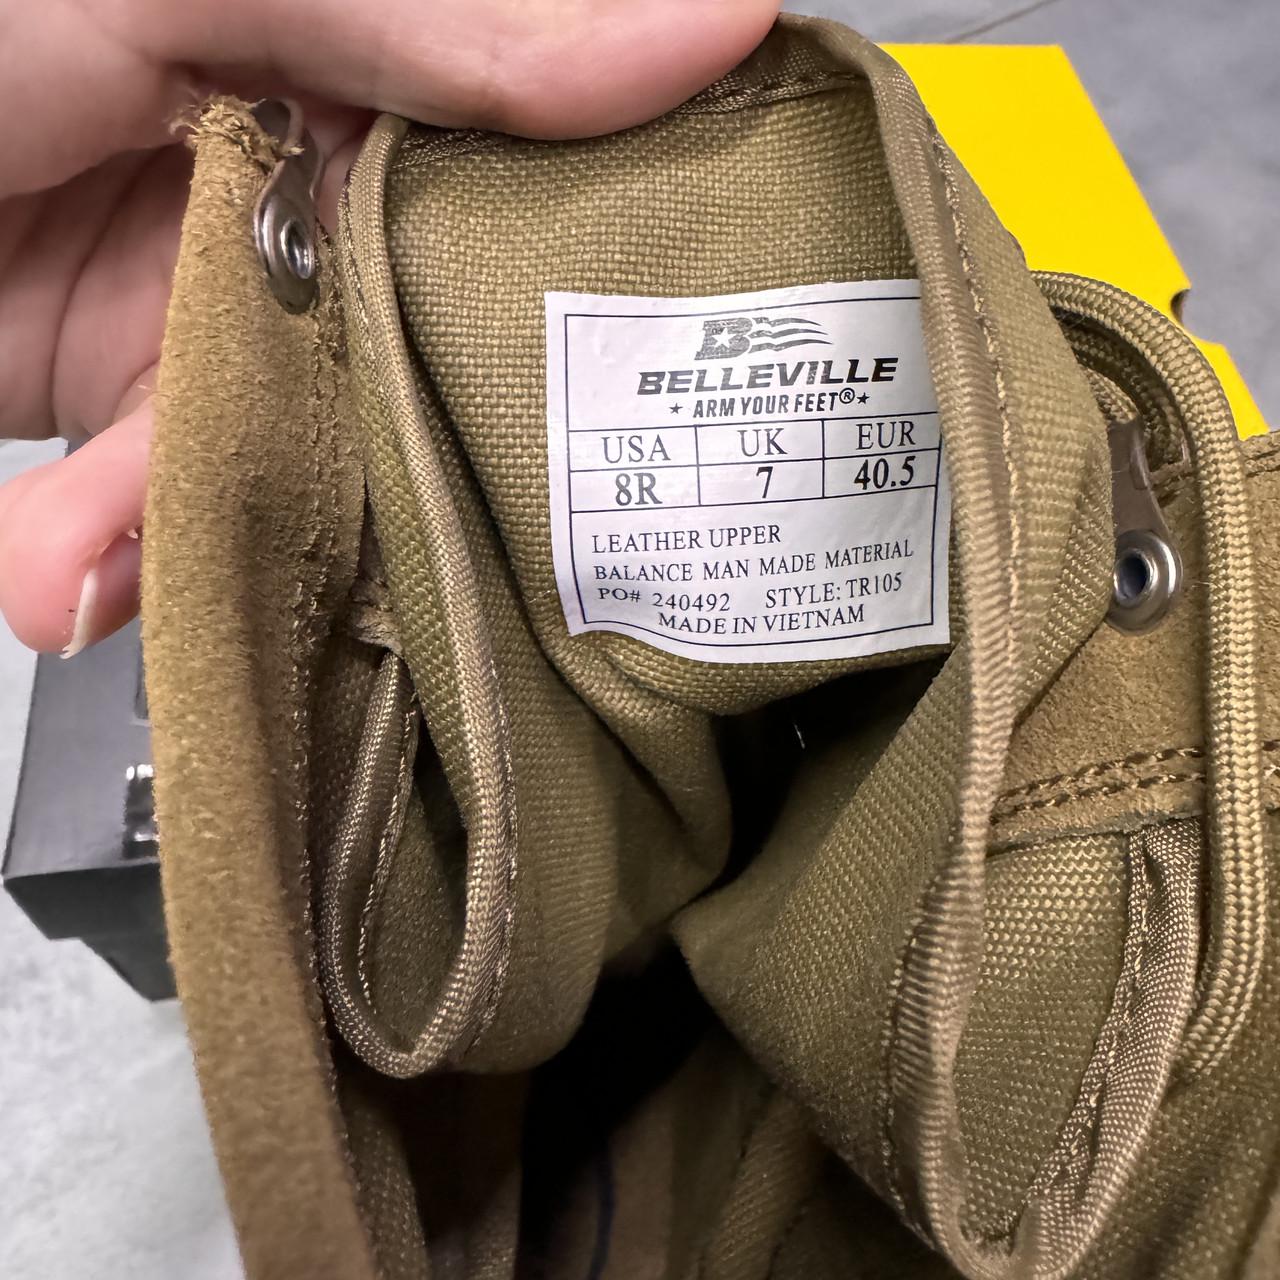 BELLEVILLE
★ ARM YOUR FEET®★
USA UK EUR
8R 7 40.5
LEATHER UPPER
BALANCE MAN MADE MATERIAL
PO# 240492 STYLE: TR105
MADE IN VIETNAM